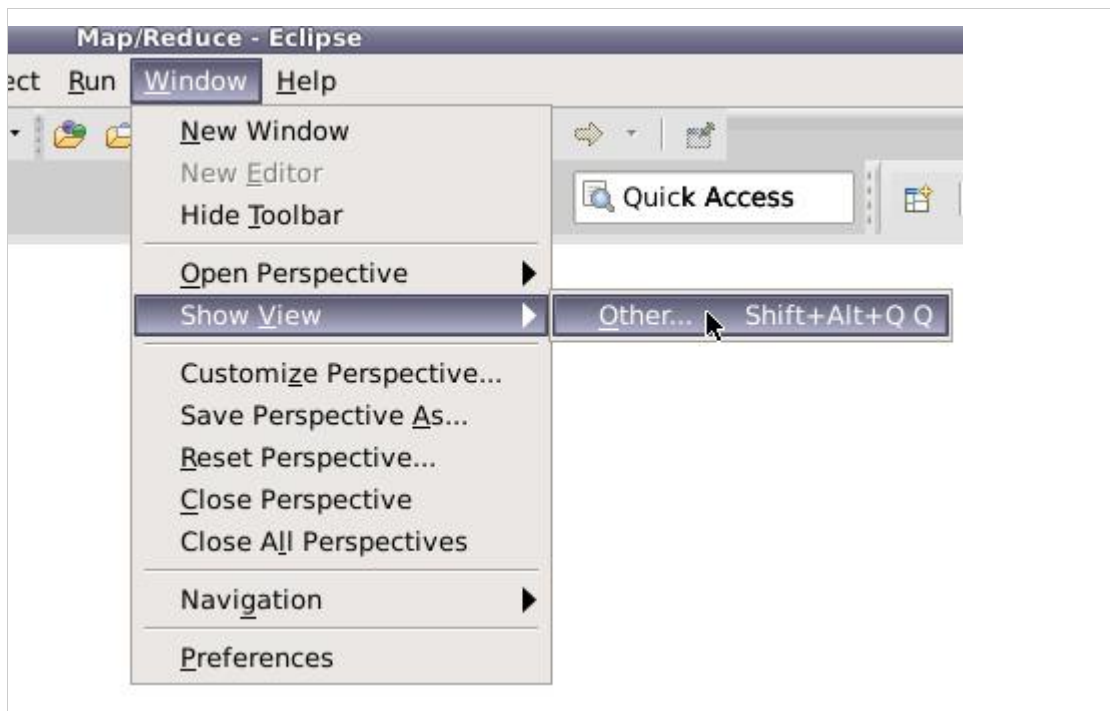 Map/Reduce - Eclipse
ect Run Window Help
New Window
New Editor
Hide Toolbar
Quick Access
Open Perspective
Show View
Other... Shift+Alt+Q Q
Customize Perspective...
Save Perspective As...
Reset Perspective...
Close Perspective
Close All Perspectives
Navigation
Preferences